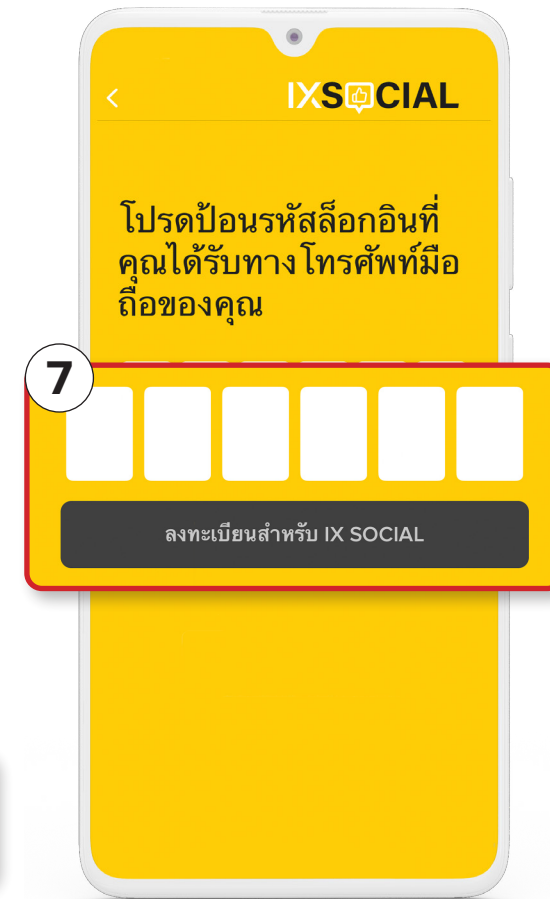 IXSOCIAL
โปรดป้อนรหัสล็อกอินที่
คุณได้รับทางโทรศัพท์มือ
ถือของคุณ
7
ลงทะเบียนสำหรับ IX SOCIAL